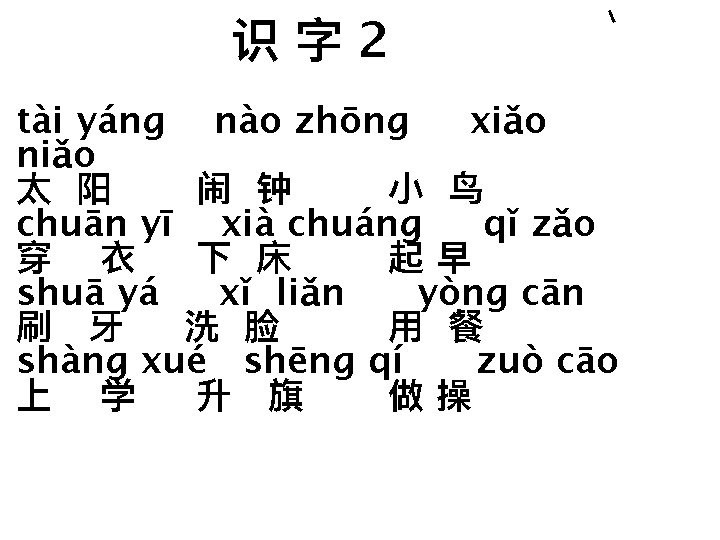 识 字 2
tài yáng nào zhōng xiǎo
niǎo
太 阳 闹 钟 小 鸟
chuān yī xià chuáng qǐ zǎo
穿 衣 下 床 起 早
shuā yá xǐ liǎn yòng cān
刷 牙 洗 脸 用 餐
shàng xué shēng qí zuò cāo
上 学 升 旗 做 操